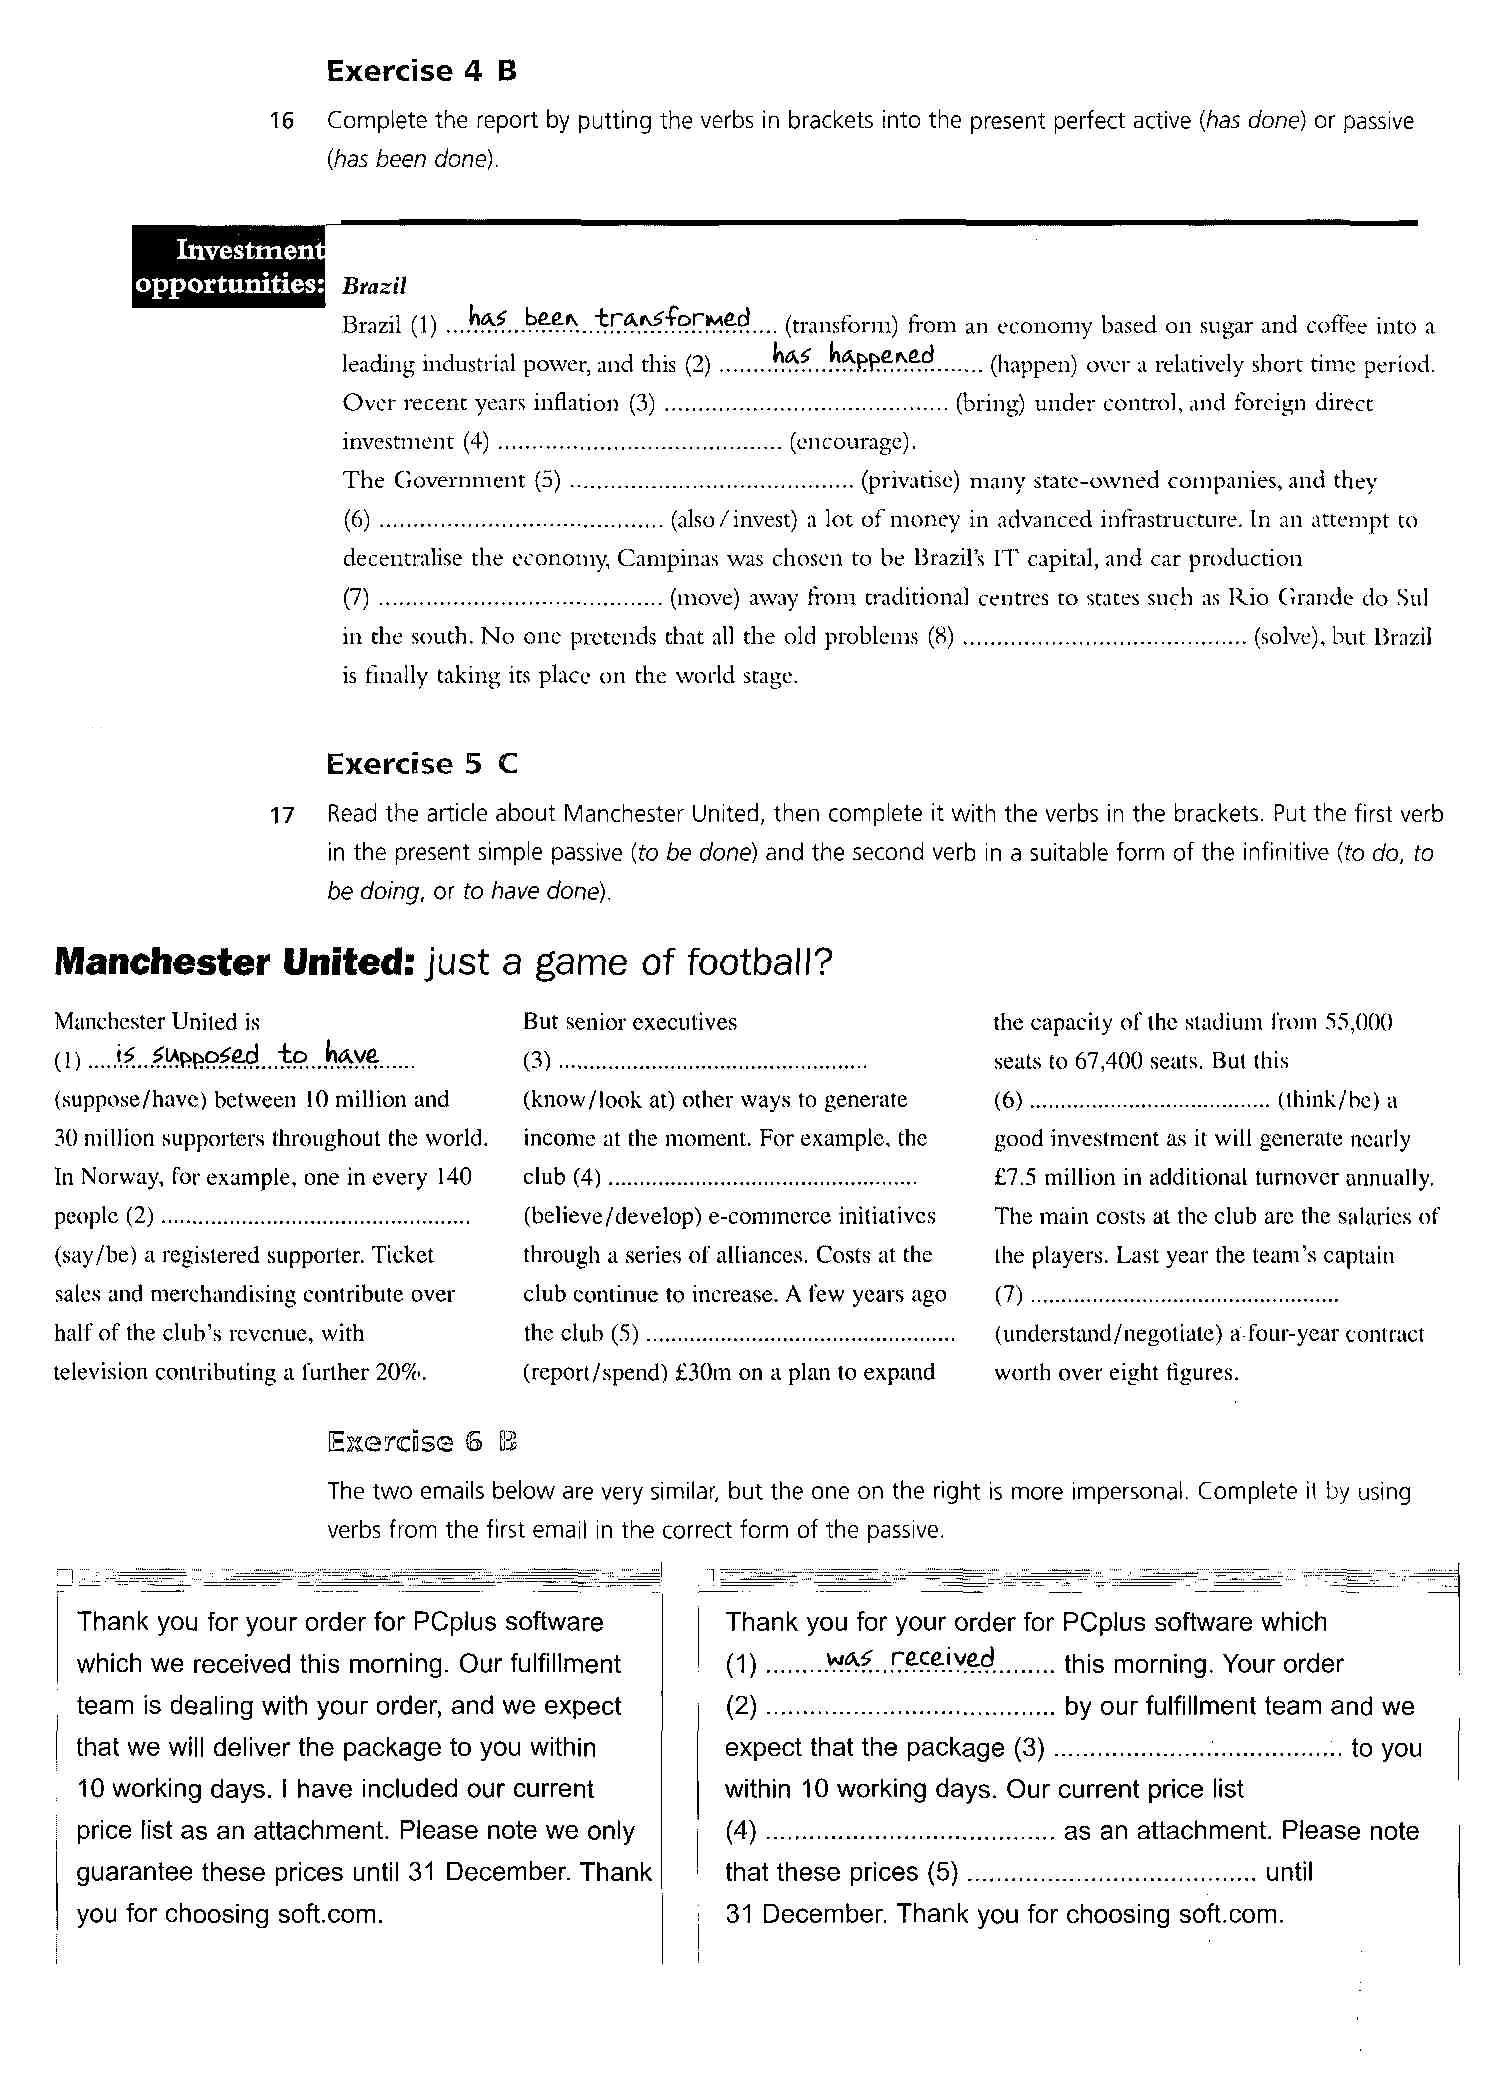 Exercise 4 B
16 Complete the report by putting the verbs in brackets into the present perfect active (has done) or passive
(has been done).
Investment
opportunities: Brazil
Brazil (1) ...has been transformed.... (transform) from an economy based on sugar and coffee into a
leading industrial power, and this (2) ........has happened....... (happen) over a relatively short time period.
Over recent years inflation (3) .......................................... (bring) under control, and foreign direct
investment (4) .......................................... (encourage).
The Government (5) .......................................... (privatise) many state-owned companies, and they
(6) .......................................... (also/invest) a lot of money in advanced infrastructure. In an attempt to
decentralise the economy, Campinas was chosen to be Brazil's IT capital, and car production
(7) .......................................... (move) away from traditional centres to states such as Rio Grande do Sul
in the south. No one pretends that all the old problems (8) .......................................... (solve), but Brazil
is finally taking its place on the world stage.
Exercise 5 C
17 Read the article about Manchester United, then complete it with the verbs in the brackets. Put the first verb
in the present simple passive (to be done) and the second verb in a suitable form of the infinitive (to do, to
be doing, or to have done).
Manchester United: just a game of football?
Manchester United is
(1) ....is supposed to have.....
(suppose/have) between 10 million and
30 million supporters throughout the world.
In Norway, for example, one in every 140
people (2) ..................................................
(say/be) a registered supporter. Ticket
sales and merchandising contribute over
half of the club's revenue, with
television contributing a further 20%.
But senior executives
(3) ..................................................
(know/look at) other ways to generate
income at the moment. For example, the
club (4) ..................................................
(believe/develop) e-commerce initiatives
through a series of alliances. Costs at the
club continue to increase. A few years ago
the club (5) ..................................................
(report/spend) £30m on a plan to expand
the capacity of the stadium from 55,000
seats to 67,400 seats. But this
(6) ....................................... (think/be) a
good investment as it will generate nearly
£7.5 million in additional turnover annually.
The main costs at the club are the salaries of
the players. Last year the team's captain
(7) ..................................................
(understand/negotiate) a four-year contract
worth over eight figures.
Exercise 6 B
The two emails below are very similar, but the one on the right is more impersonal. Complete it by using
verbs from the first email in the correct form of the passive.
Thank you for your order for PCplus software
which we received this morning. Our fulfillment
team is dealing with your order, and we expect
that we will deliver the package to you within
10 working days. I have included our current
price list as an attachment. Please note we only
guarantee these prices until 31 December. Thank
you for choosing soft.com.
Thank you for your order for PCplus software which
(1) ........was received........ this morning. Your order
(2) ........................................ by our fulfillment team and we
expect that the package (3) ........................................ to you
within 10 working days. Our current price list
(4) ........................................ as an attachment. Please note
that these prices (5) ........................................ until
31 December. Thank you for choosing soft.com.